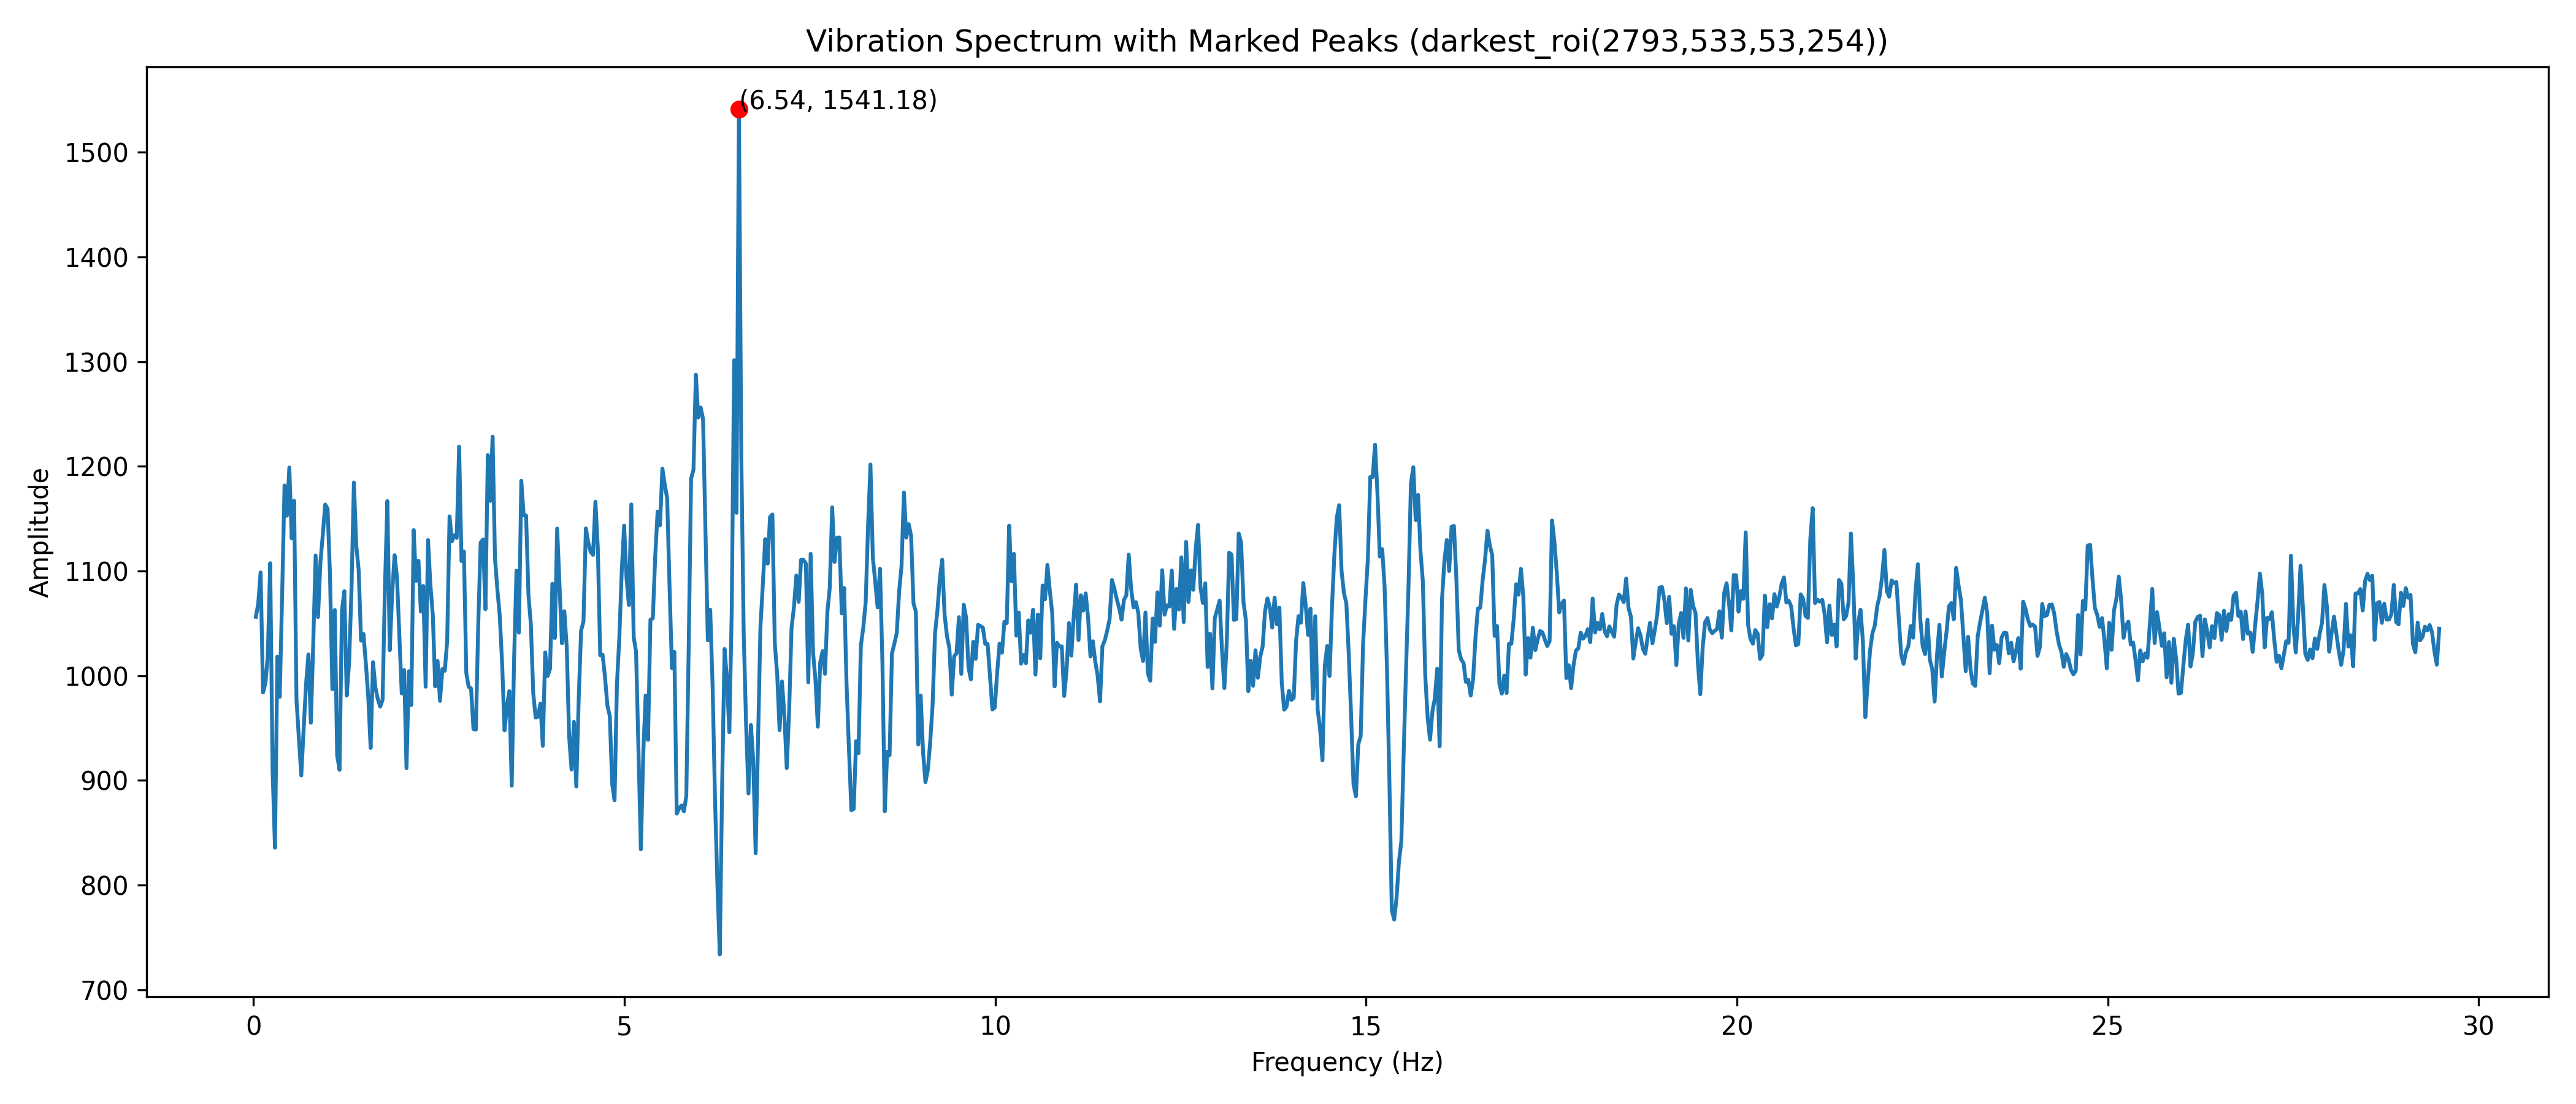 Vibration Spectrum with Marked Peaks (darkest_roi(2793,533,53,254))
(6.54, 1541.18)
1500
1400
1300
1200
1100
1000
900
800
700
Amplitude
0 5 10 15 20 25 30
Frequency (Hz)